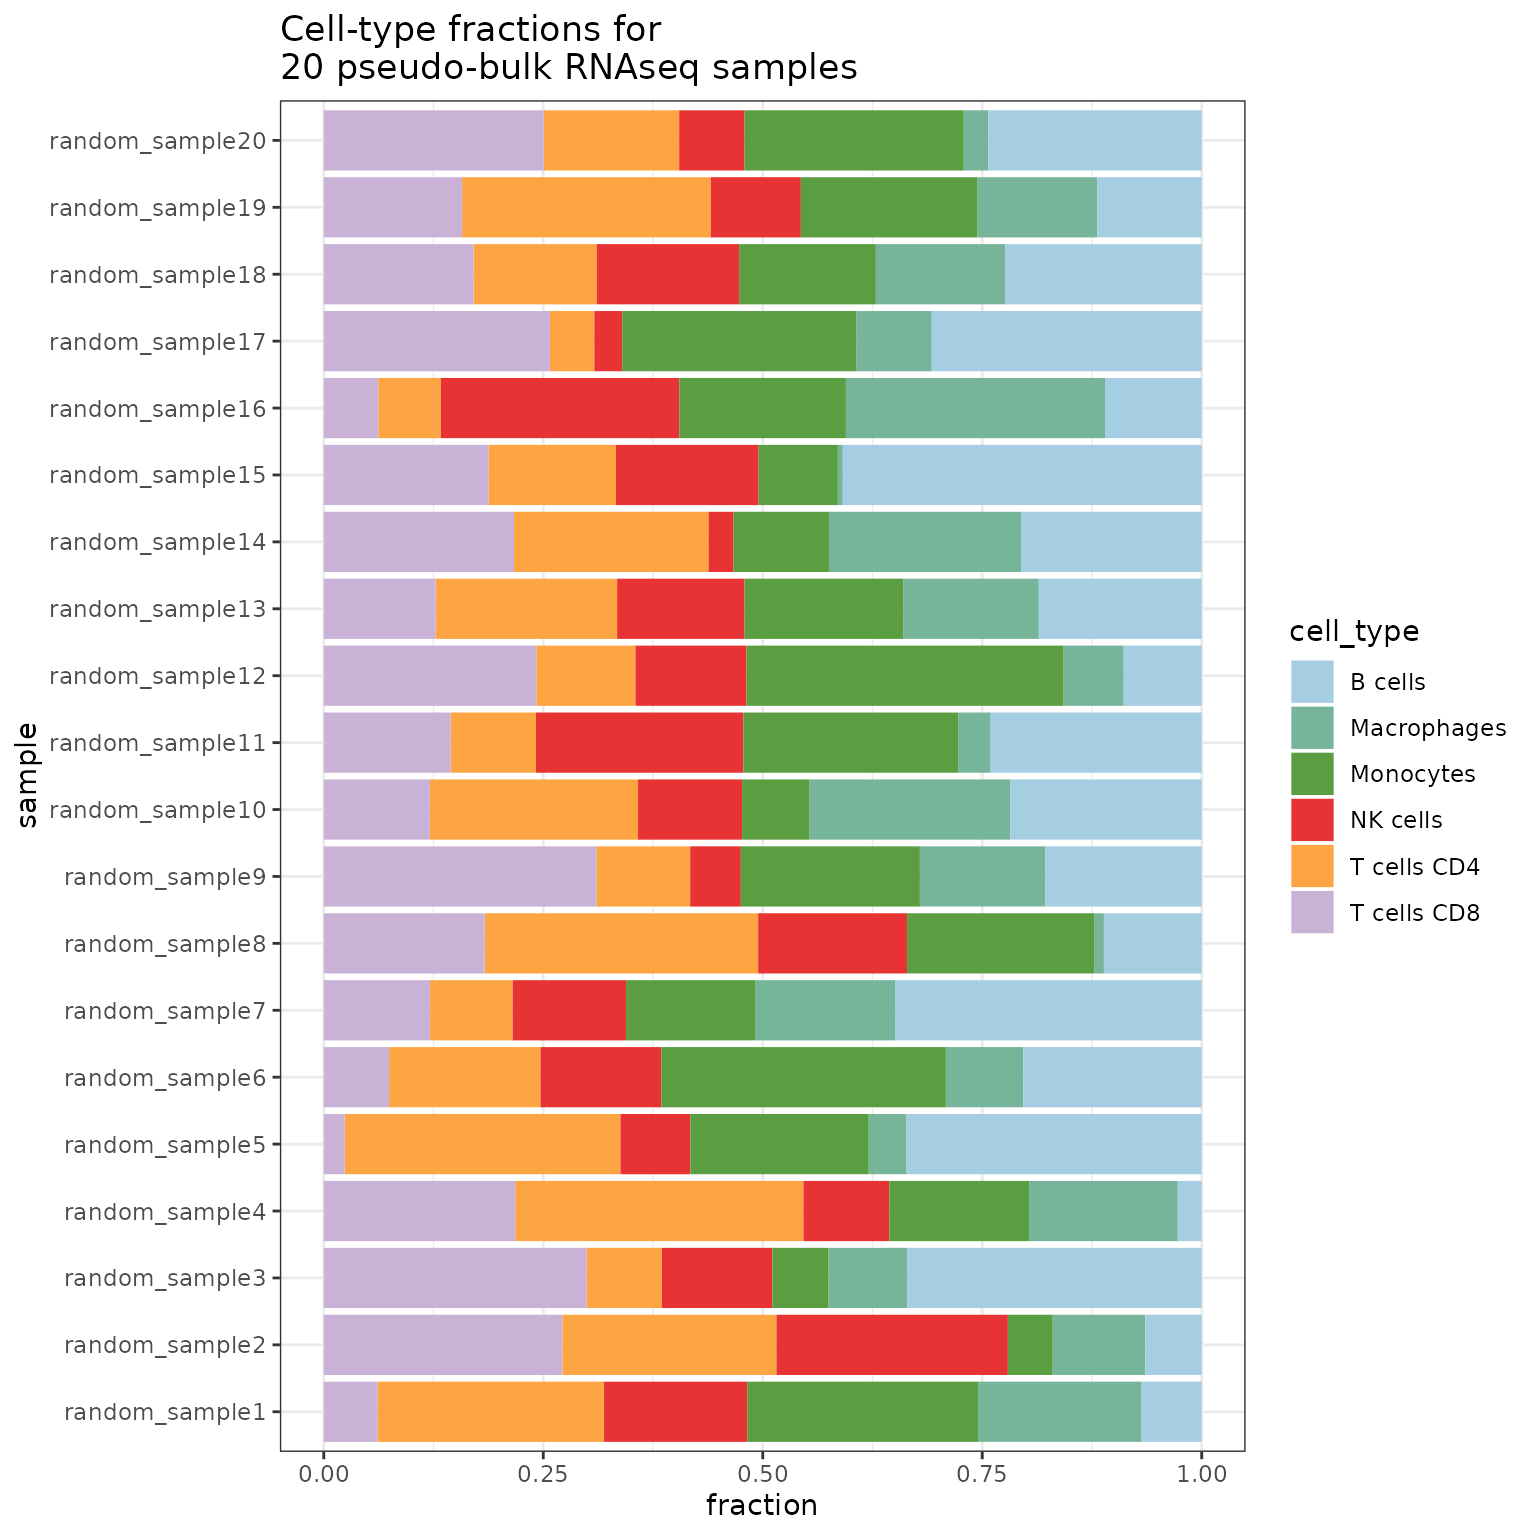 Cell-type fractions for
20 pseudo-bulk RNAseq samples
random_sample20
random_sample19
random_sample18
random_sample17
random_sample16
random_sample15
random_sample14
random_sample13
random_sample12
random_sample11
random_sample10
random_sample9
random_sample8
random_sample7
random_sample6
random_sample5
random_sample4
random_sample3
random_sample2
random_sample1
sample
0.00 0.25 0.50 0.75 1.00
fraction
cell_type
B cells
Macrophages
Monocytes
NK cells
T cells CD4
T cells CD8